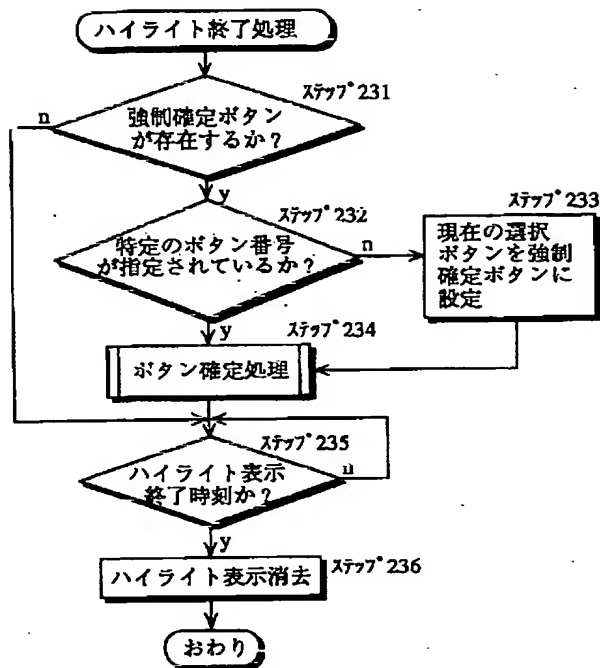 ハイライト終了処理
ステップ231
強制確定ボタン
が存在するか?
n
y
ステップ232
特定のボタン番号
が指定されているか?
n
y
ステップ233
現在の選択
ボタンを強制
確定ボタンに
設定
ステップ234
ボタン確定処理
ステップ235
ハイライト表示
終了時刻か?
n
y
ステップ236
ハイライト表示消去
おわり